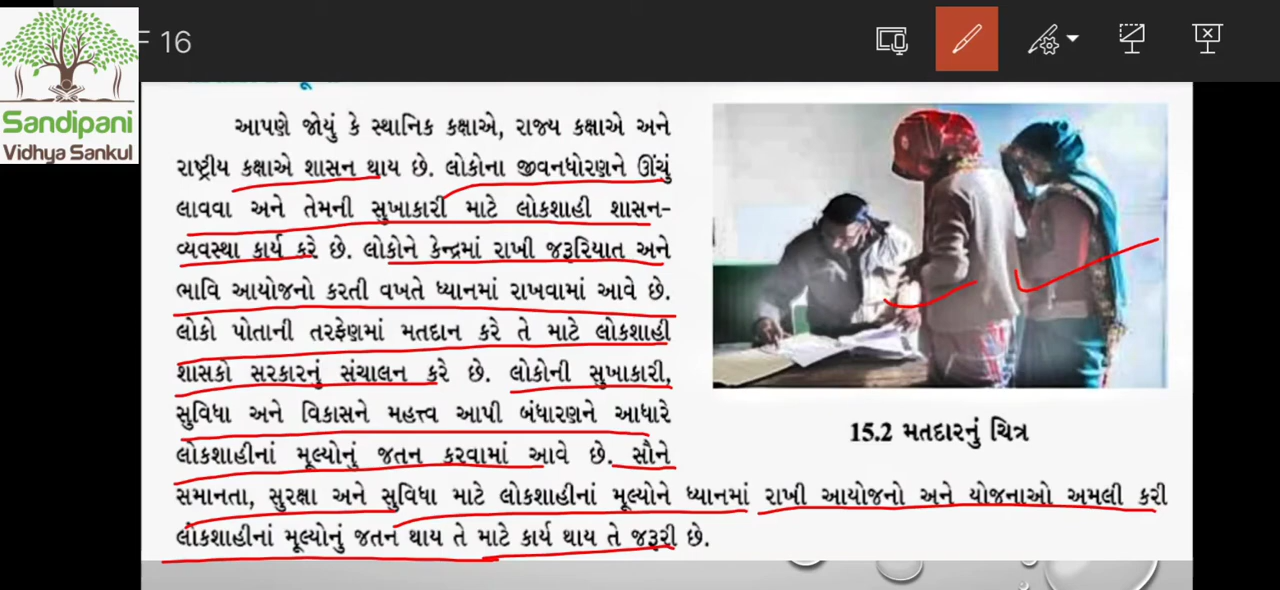 F 16
Sandipani
Vidhya Sankul
આપણે જોયું કે સ્થાનિક કક્ષાએ, રાજ્ય કક્ષાએ અને
રાષ્ટ્રીય કક્ષાએ શાસન થાય છે. લોકોના જીવનધોરણને ઊંચું
લાવવા અને તેમની સુખાકારી માટે લોકશાહી શાસન-
વ્યવસ્થા કાર્ય કરે છે. લોકોને કેન્દ્રમાં રાખી જરૂરિયાત અને
ભાવિ આયોજનો કરતી વખતે ધ્યાનમાં રાખવામાં આવે છે.
લોકો પોતાની તરફેણમાં મતદાન કરે તે માટે લોકશાહી
શાસકો સરકારનું સંચાલન કરે છે. લોકોની સુખાકારી,
સુવિધા અને વિકાસને મહત્ત્વ આપી બંધારણને આધારે
લોકશાહીનાં મૂલ્યોનું જતન કરવામાં આવે છે. સૌને
સમાનતા, સુરક્ષા અને સુવિધા માટે લોકશાહીનાં મૂલ્યોને ધ્યાનમાં રાખી આયોજનો અને યોજનાઓ અમલી કરી
લોકશાહીનાં મૂલ્યોનું જતન થાય તે માટે કાર્ય થાય તે જરૂરી છે.
15.2 મતદારનું ચિત્ર